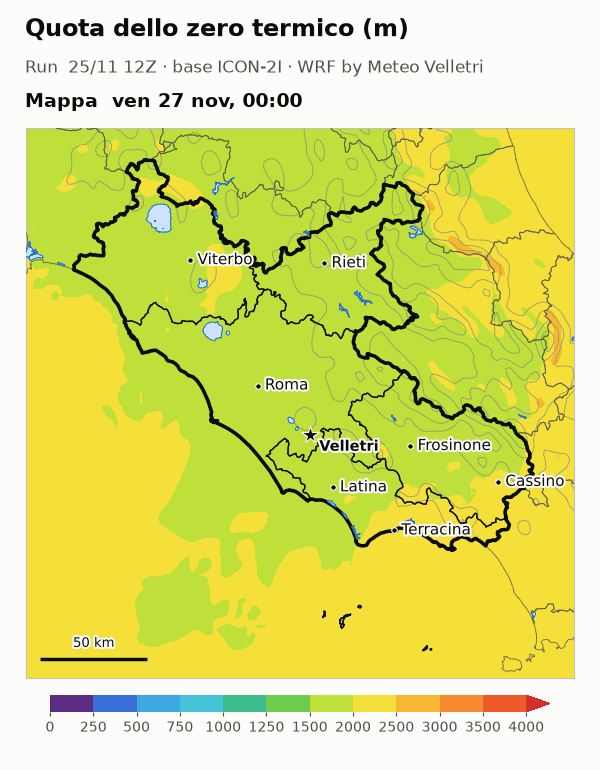 Quota dello zero termico (m)
Run  25/11 12Z · base ICON-2I · WRF by Meteo Velletri
Mappa  ven 27 nov, 00:00
Viterbo
Rieti
Roma
Velletri
Frosinone
Latina
Cassino
Terracina
50 km
0 250 500 750 1000 1250 1500 2000 2500 3000 3500 4000